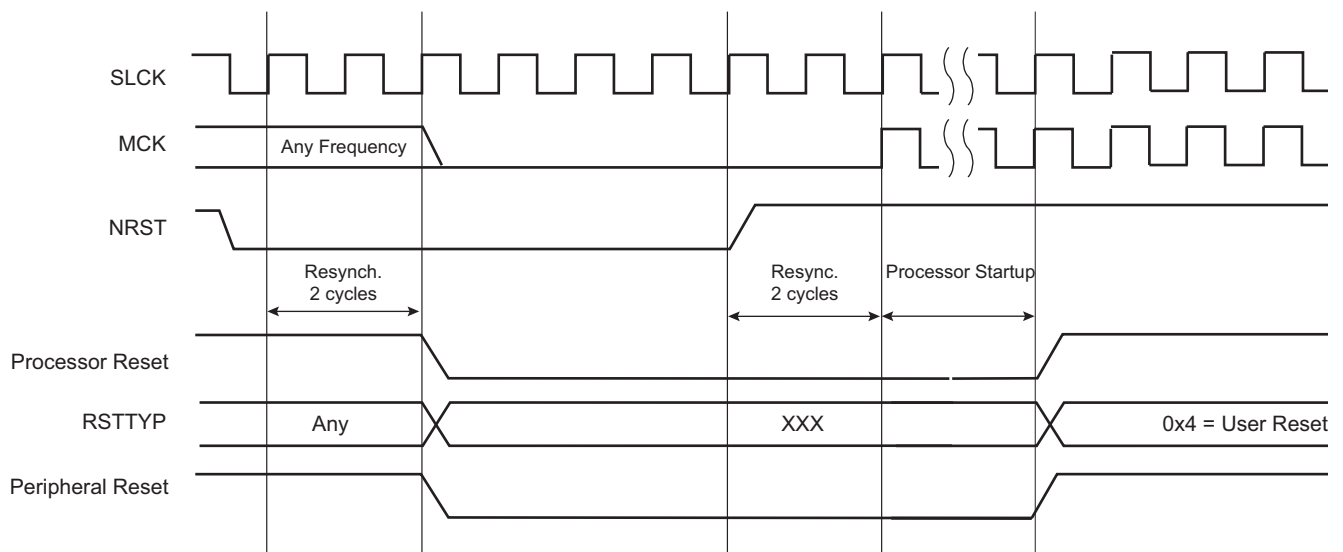 SLCK
MCK
Any Frequency
NRST
Resynch.
2 cycles
Resync.
2 cycles
Processor Startup
Processor Reset
RSTTYP
Any
XXX
0x4 = User Reset
Peripheral Reset